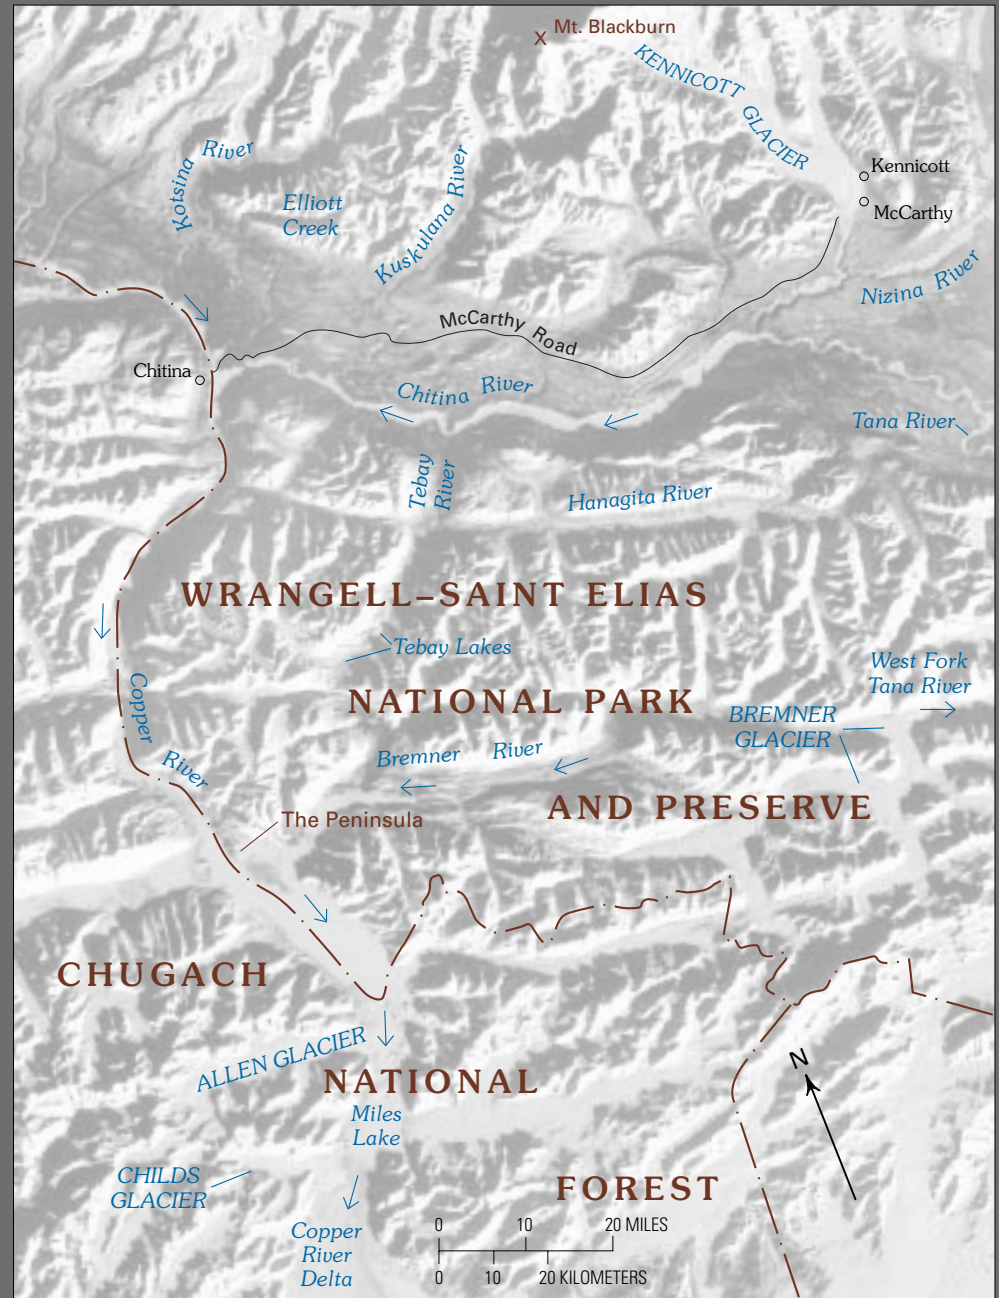 X Mt. Blackburn
KENNICOTT GLACIER
Kotsina River
Elliott
Creek
Kuskulana River
Kennicott
McCarthy
Nizina River
McCarthy Road
Chitina
Chitina River
Tana River
Tebay
River
Hanagita River
WRANGELL–SAINT ELIAS
Tebay Lakes
West Fork
Tana River
NATIONAL PARK
Copper River
BREMNER
GLACIER
Bremner River
AND PRESERVE
The Peninsula
CHUGACH
ALLEN GLACIER
N
NATIONAL
Miles
Lake
CHILDS
GLACIER
FOREST
Copper
River
Delta
0 10 20 MILES
0 10 20 KILOMETERS